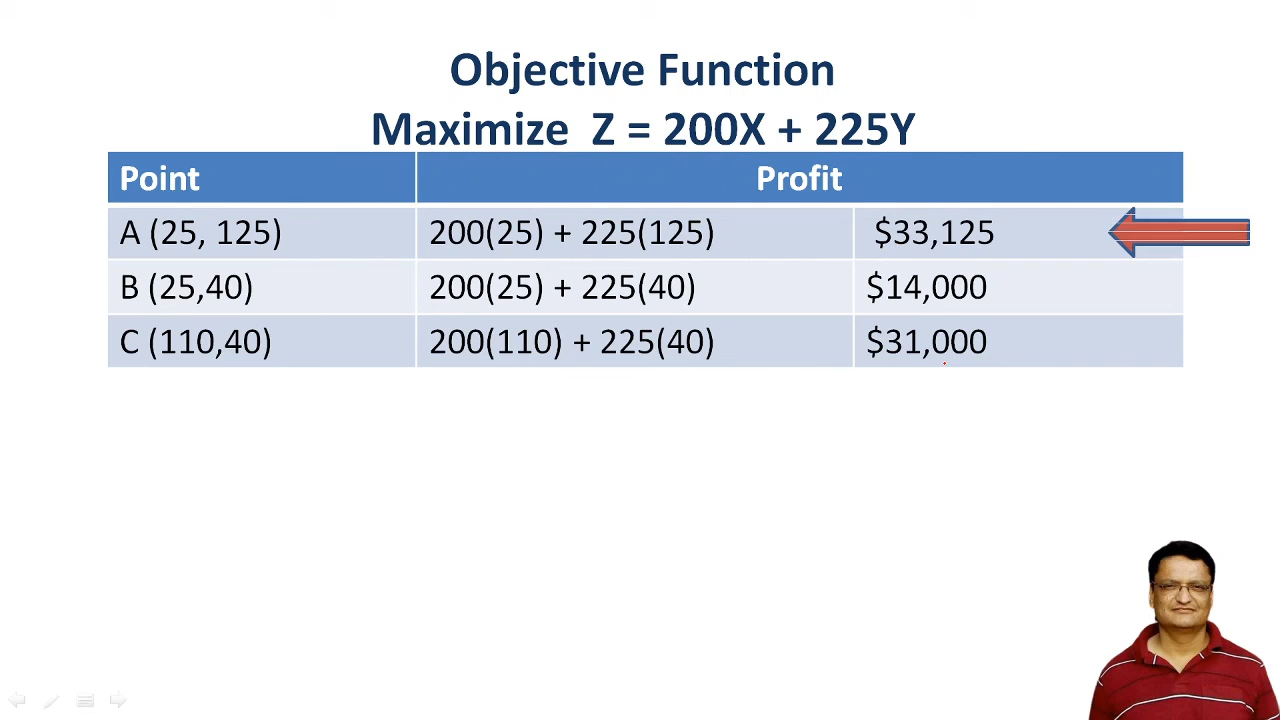 Objective Function
Maximize Z = 200X + 225Y
Point Profit
A (25, 125) 200(25) + 225(125) $33,125
B (25,40) 200(25) + 225(40) $14,000
C (110,40) 200(110) + 225(40) $31,000